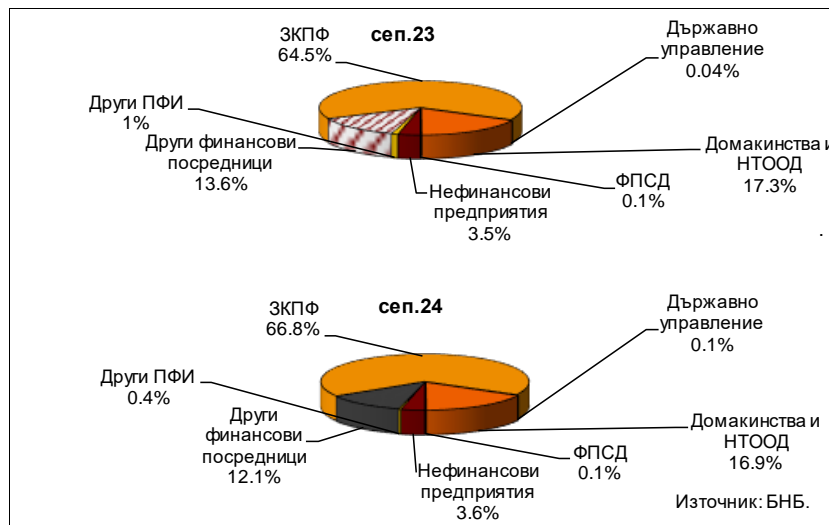 ЗКПФ
64.5%
сеп.23
Държавно
управление
0.04%
Други ПФИ
1%
Други финансови
посредници
13.6%
Домакинства и
НТООД
17.3%
ФПСД
0.1%
Нефинансови
предприятия
3.5%
.
ЗКПФ
66.8%
сеп.24
Държавно
управление
0.1%
Други ПФИ
0.4%
Други
финансови
посредници
12.1%
Домакинства и
НТООД
16.9%
ФПСД
0.1%
Нефинансови
предприятия
3.6%
Източник: БНБ.